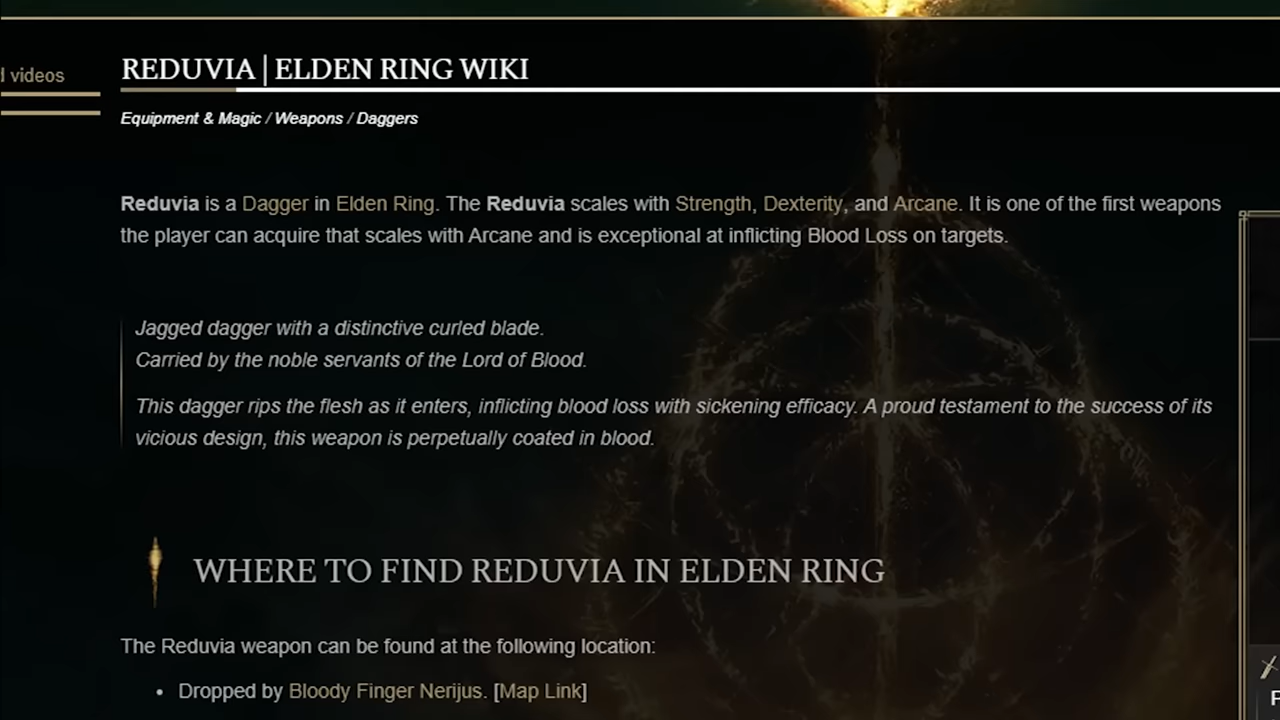 REDUVIA | ELDEN RING WIKI
videos
Equipment & Magic / Weapons / Daggers
Reduvia is a Dagger in Elden Ring. The Reduvia scales with Strength, Dexterity, and Arcane. It is one of the first weapons
the player can acquire that scales with Arcane and is exceptional at inflicting Blood Loss on targets.
Jagged dagger with a distinctive curled blade.
Carried by the noble servants of the Lord of Blood.
This dagger rips the flesh as it enters, inflicting blood loss with sickening efficacy. A proud testament to the success of its
vicious design, this weapon is perpetually coated in blood.
WHERE TO FIND REDUVIA IN ELDEN RING
The Reduvia weapon can be found at the following location:
• Dropped by Bloody Finger Nerijus. [Map Link]